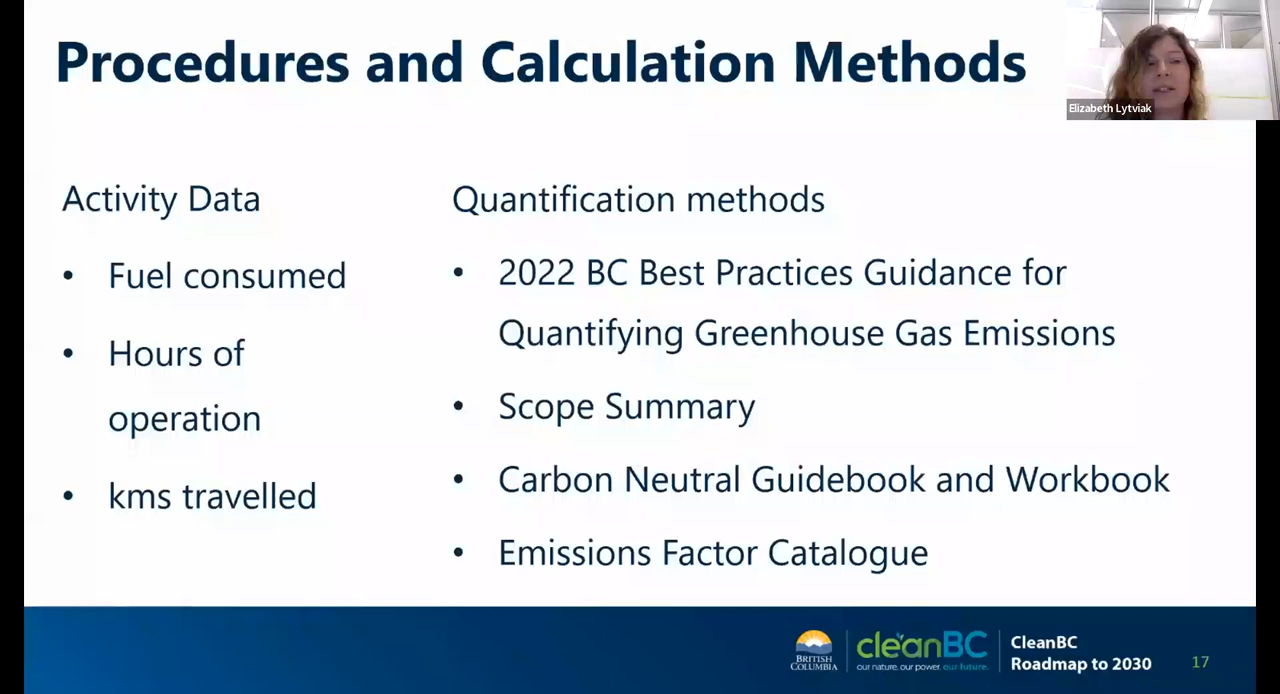 Procedures and Calculation Methods
Elizabeth Lytviak
Activity Data
• Fuel consumed
• Hours of
operation
• kms travelled
Quantification methods
• 2022 BC Best Practices Guidance for
Quantifying Greenhouse Gas Emissions
• Scope Summary
• Carbon Neutral Guidebook and Workbook
• Emissions Factor Catalogue
BRITISH
COLUMBIA
cleanBC
our nature. our power. our future.
CleanBC
Roadmap to 2030
17